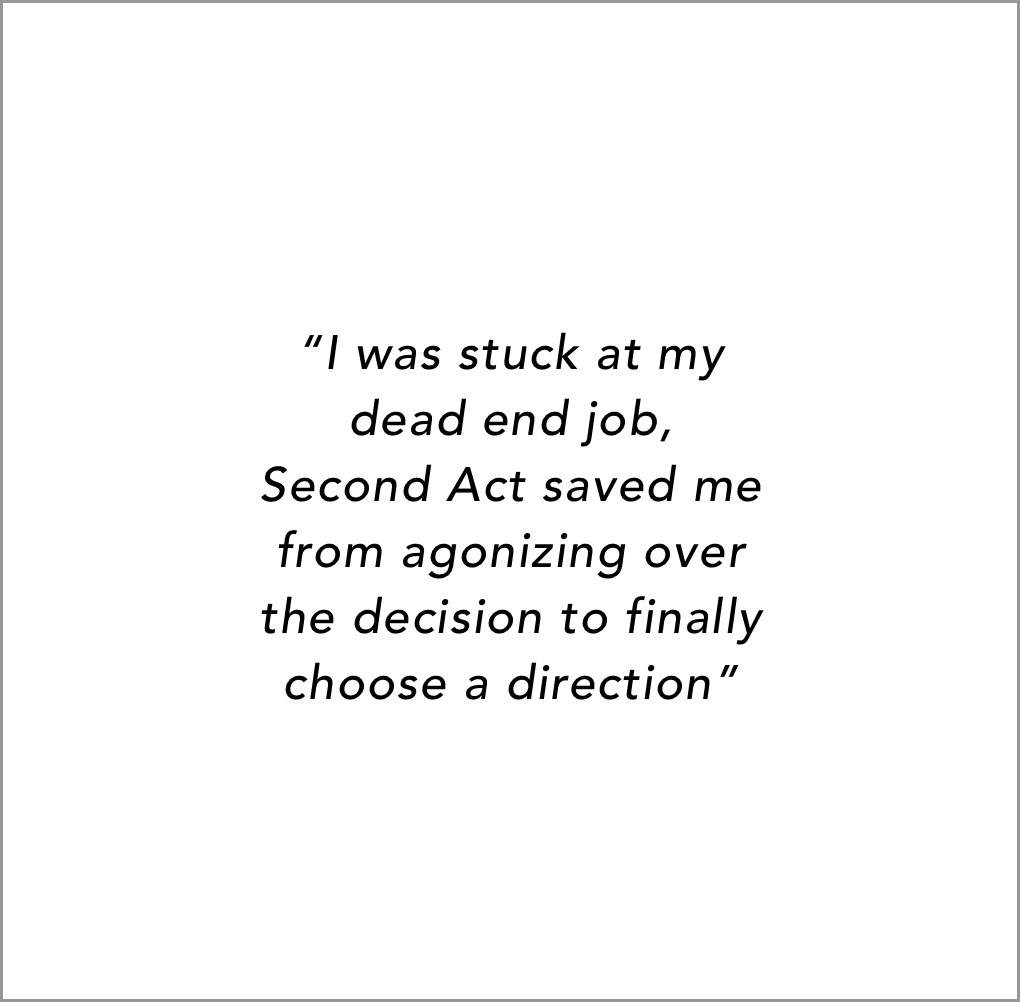 “I was stuck at my
dead end job,
Second Act saved me
from agonizing over
the decision to finally
choose a direction”